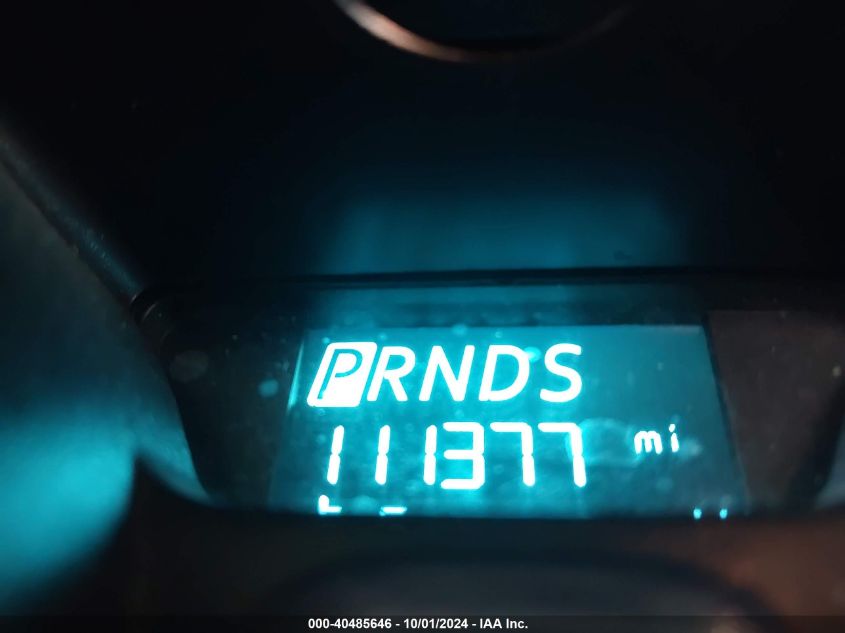 PRNDS
111377 mi
000-40485646 - 10/01/2024 - IAA Inc.